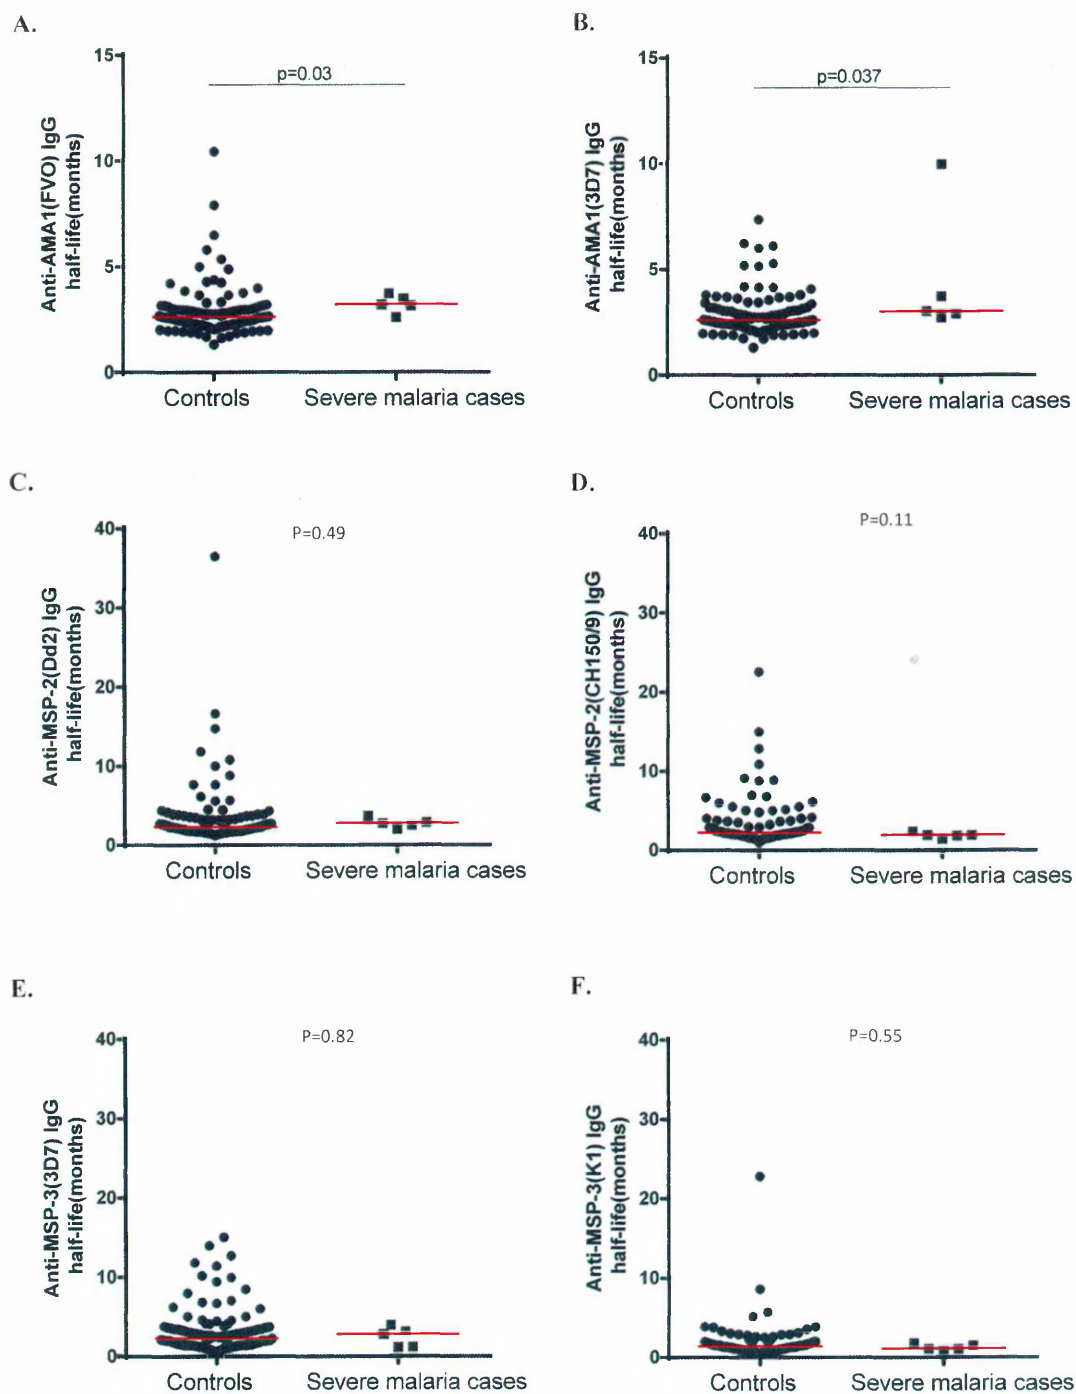 A.
Anti-AMA1(FVO) IgG
half-life(months)
15
10
5
0
p=0.03
Controls
Severe malaria cases
B.
Anti-AMA1(3D7) IgG
half-life(months)
15
10
5
0
p=0.037
Controls
Severe malaria cases
C.
Anti-MSP-2(Dd2) IgG
half-life(months)
40
30
20
10
0
P=0.49
Controls
Severe malaria cases
D.
Anti-MSP-2(CH150/9) IgG
half-life(months)
40
30
20
10
0
P=0.11
Controls
Severe malaria cases
E.
Anti-MSP-3(3D7) IgG
half-life(months)
40
30
20
10
0
P=0.82
Controls
Severe malaria cases
F.
Anti-MSP-3(K1) IgG
half-life(months)
40
30
20
10
0
P=0.55
Controls
Severe malaria cases